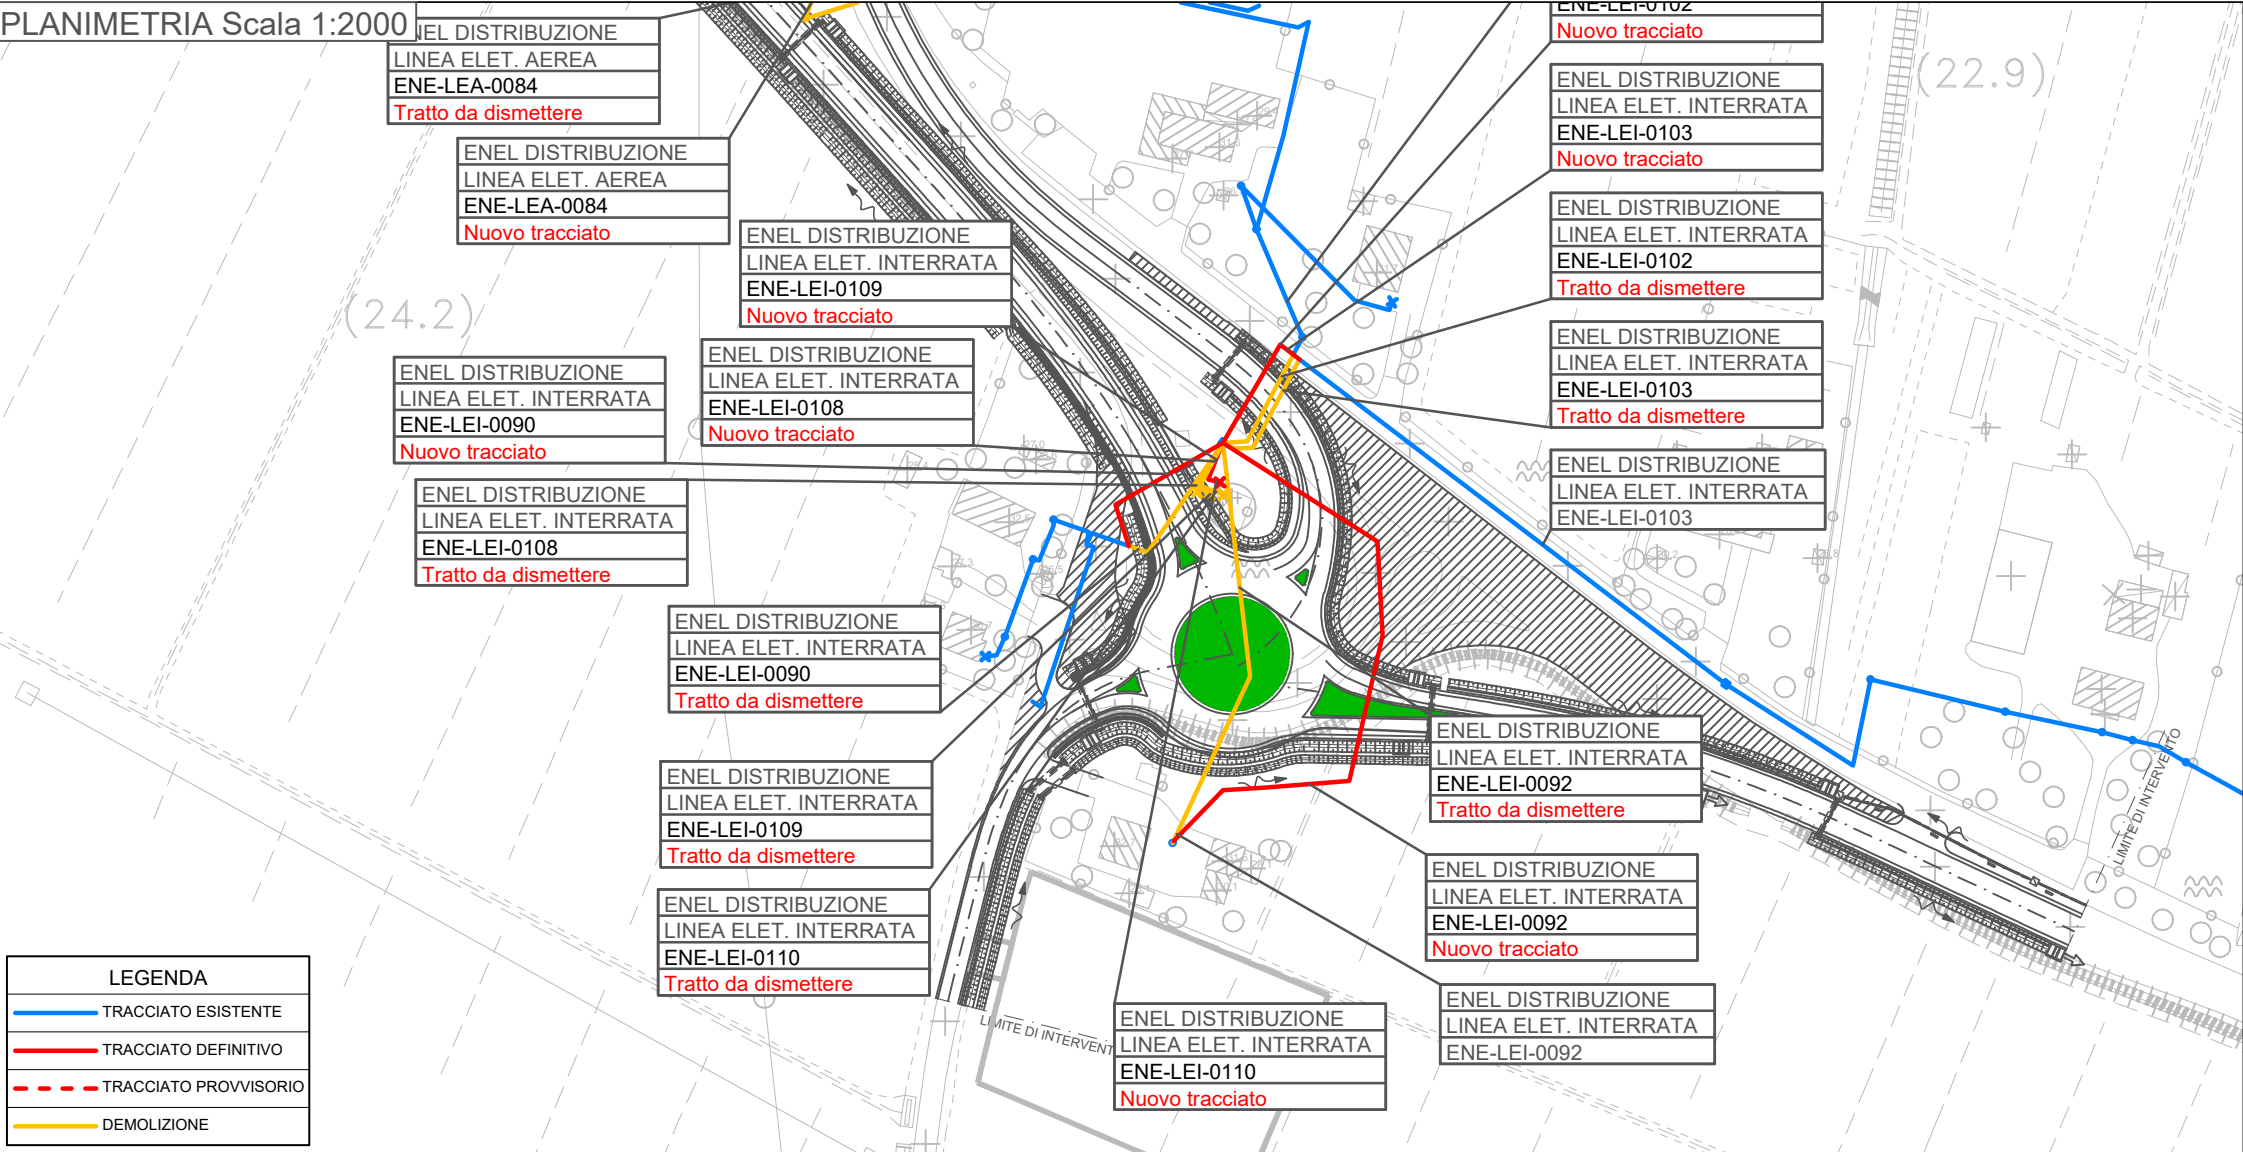 PLANIMETRIA Scala 1:2000
ENEL DISTRIBUZIONE
LINEA ELET. AEREA
ENE-LEA-0084
Tratto da dismettere
ENEL DISTRIBUZIONE
LINEA ELET. AEREA
ENE-LEA-0084
Nuovo tracciato
ENEL DISTRIBUZIONE
LINEA ELET. INTERRATA
ENE-LEI-0109
Nuovo tracciato
ENEL DISTRIBUZIONE
LINEA ELET. INTERRATA
ENE-LEI-0108
Nuovo tracciato
ENEL DISTRIBUZIONE
LINEA ELET. INTERRATA
ENE-LEI-0090
Nuovo tracciato
ENEL DISTRIBUZIONE
LINEA ELET. INTERRATA
ENE-LEI-0108
Tratto da dismettere
ENEL DISTRIBUZIONE
LINEA ELET. INTERRATA
ENE-LEI-0090
Tratto da dismettere
ENEL DISTRIBUZIONE
LINEA ELET. INTERRATA
ENE-LEI-0109
Tratto da dismettere
ENEL DISTRIBUZIONE
LINEA ELET. INTERRATA
ENE-LEI-0110
Tratto da dismettere
ENE-LEI-0102
Nuovo tracciato
ENEL DISTRIBUZIONE
LINEA ELET. INTERRATA
ENE-LEI-0103
Nuovo tracciato
ENEL DISTRIBUZIONE
LINEA ELET. INTERRATA
ENE-LEI-0102
Tratto da dismettere
ENEL DISTRIBUZIONE
LINEA ELET. INTERRATA
ENE-LEI-0103
Tratto da dismettere
ENEL DISTRIBUZIONE
LINEA ELET. INTERRATA
ENE-LEI-0103
ENEL DISTRIBUZIONE
LINEA ELET. INTERRATA
ENE-LEI-0092
Tratto da dismettere
ENEL DISTRIBUZIONE
LINEA ELET. INTERRATA
ENE-LEI-0092
Nuovo tracciato
ENEL DISTRIBUZIONE
LINEA ELET. INTERRATA
ENE-LEI-0092
ENEL DISTRIBUZIONE
LINEA ELET. INTERRATA
ENE-LEI-0110
Nuovo tracciato
(24.2)
(22.9)
LIMITE DI INTERVENTO
LIMITE DI INTERVENT
LEGENDA
TRACCIATO ESISTENTE
TRACCIATO DEFINITIVO
TRACCIATO PROVVISORIO
DEMOLIZIONE